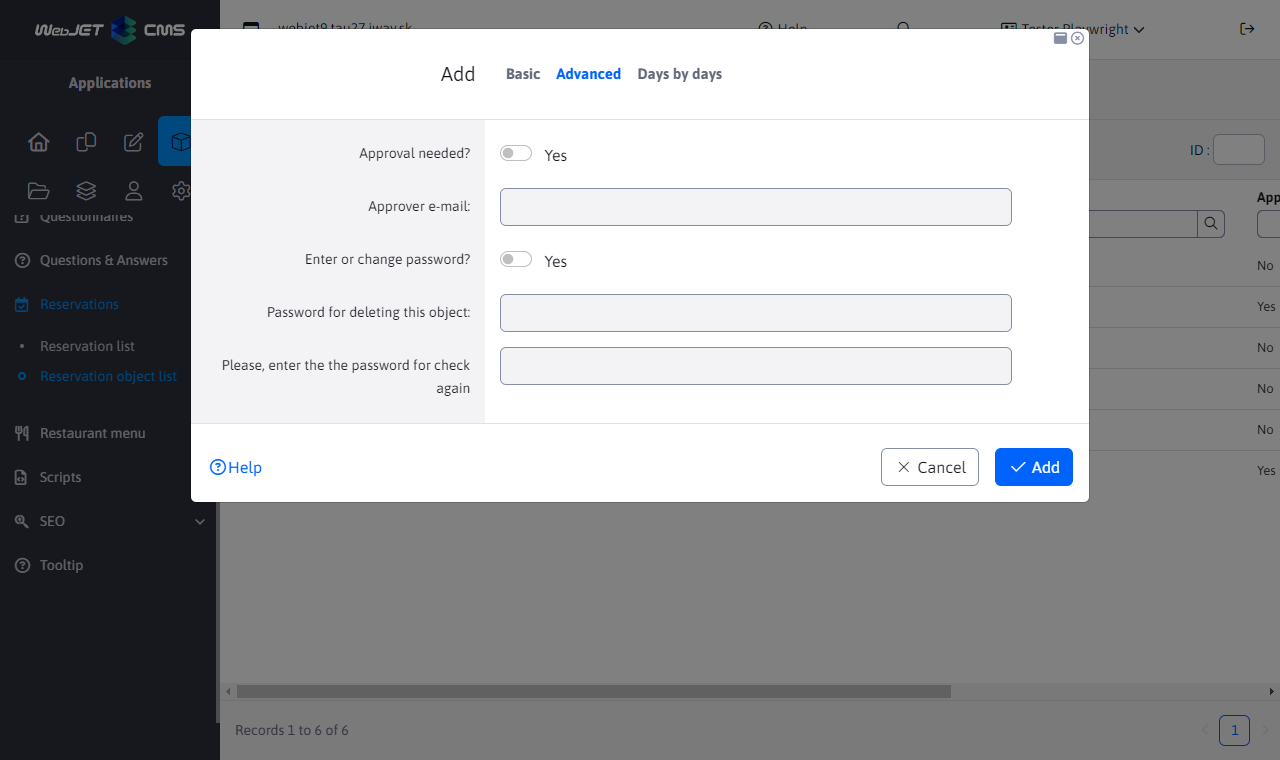 WebJET CMS
webjet9.tau27.iway.sk
Help
Tester Playwright
Applications
Add
Basic
Advanced
Days by days
Approval needed?
Yes
Approver e-mail:
Enter or change password?
Yes
Password for deleting this object:
Please, enter the the password for check
again
Help
Cancel
Add
ID :
App
No
Yes
No
No
No
Yes
Questionnaires
Questions & Answers
Reservations
Reservation list
Reservation object list
Restaurant menu
Scripts
SEO
Tooltip
Records 1 to 6 of 6
1